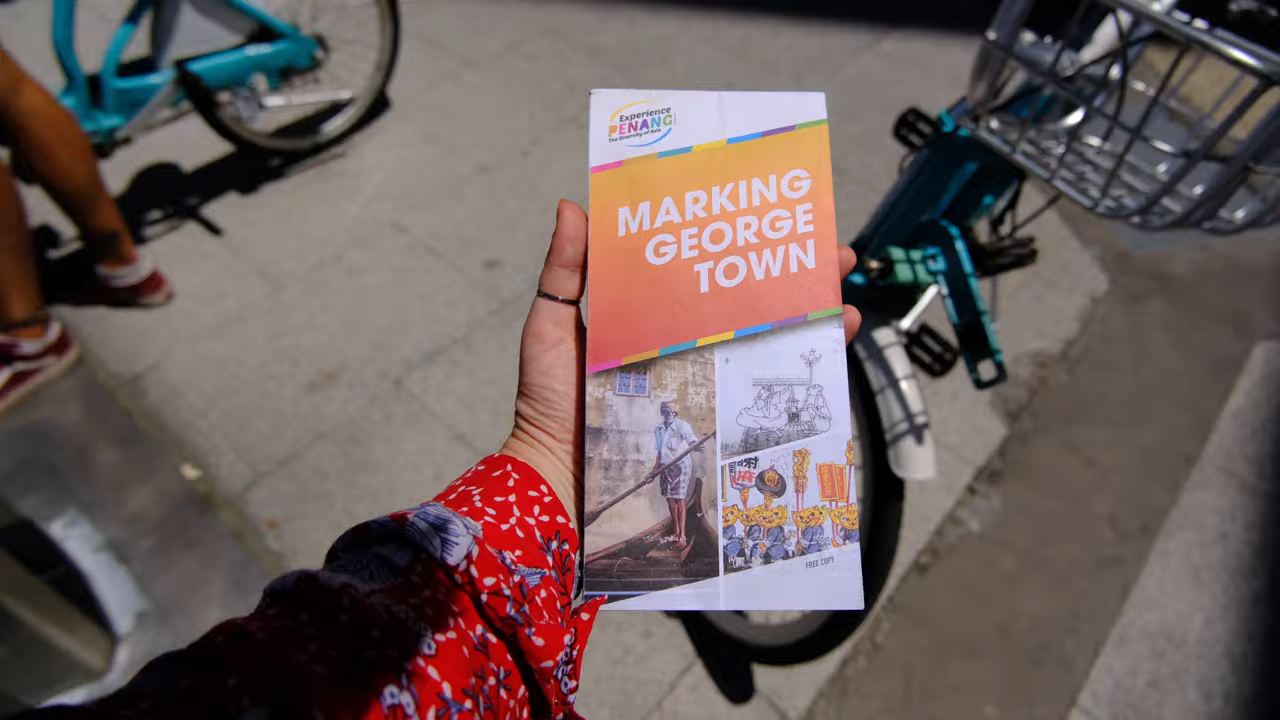 Experience
PENANG
The Diversity of Asia
MARKING
GEORGE
TOWN
FREE COPY